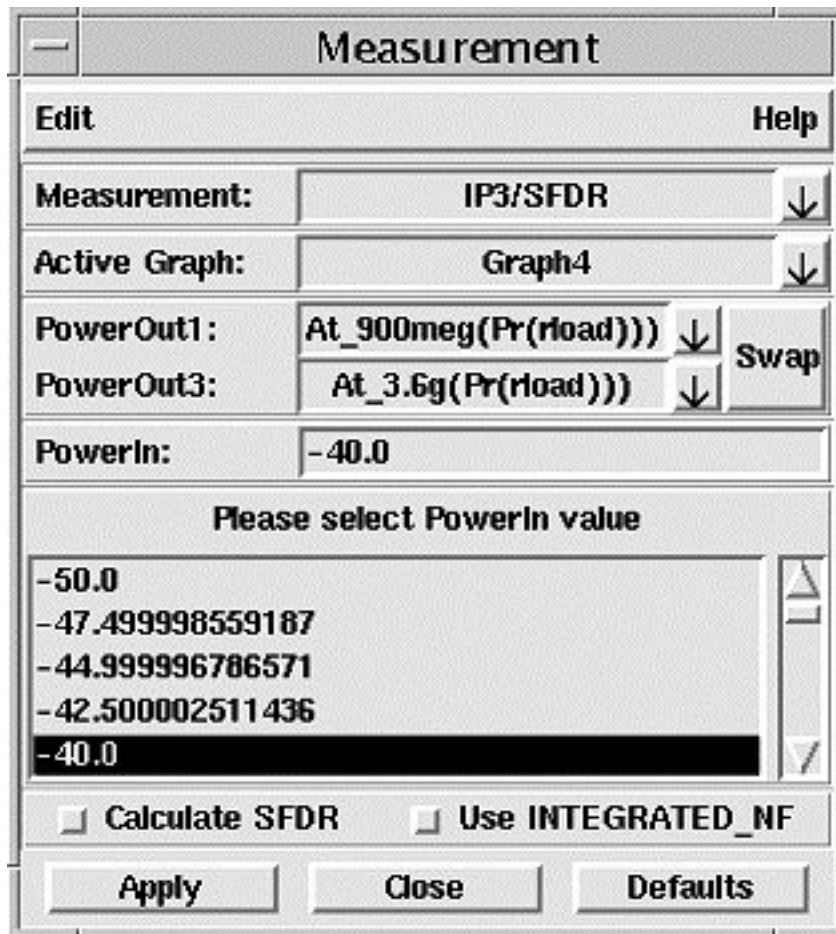 Measurement
Edit Help
Measurement: IP3/SFDR
Active Graph: Graph4
PowerOut1: At_900meg(Pr(rload)))
Swap
PowerOut3: At_3.6g(Pr(rload)))
PowerIn: -40.0
Please select PowerIn value
-50.0
-47.499998559187
-44.999996786571
-42.500002511436
-40.0
Calculate SFDR Use INTEGRATED_NF
Apply Close Defaults